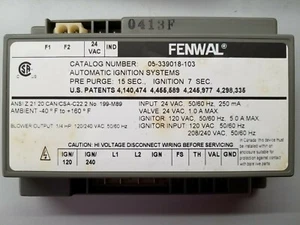 0413F
F1 F2 24 VAC IND
FENWAL
CATALOG NUMBER: 05-339018-103
AUTOMATIC IGNITION SYSTEMS
PRE PURGE: 15 SEC., IGNITION 7 SEC.
U.S. PATENTS 4,140,474 4,455,589 4,245,977 4,298,335
ANSI Z 21.20 CAN/CSA-C22.2 No 199-M89
AMBIENT -40° F to +160° F
BLOWER OUTPUT: 1/4 HP: 120/240 VAC, 50/60 Hz
INPUT 24 VAC, 50/60 Hz, 250 mA
VALVE: 24 VAC, 1.0 A Max
IGNITOR: 120 VAC, 50/60 Hz, 5.0 A MAX.
IGNITOR INPUT: 120 VAC, 50/60 Hz
208/240 VAC, 50/60 Hz
CAUTION: HI VOLTAGE DISCONNECT WIRING BEFORE SERVICING
IGN/120 IGN/240 L1 L2 IGN FS TH VAL GND